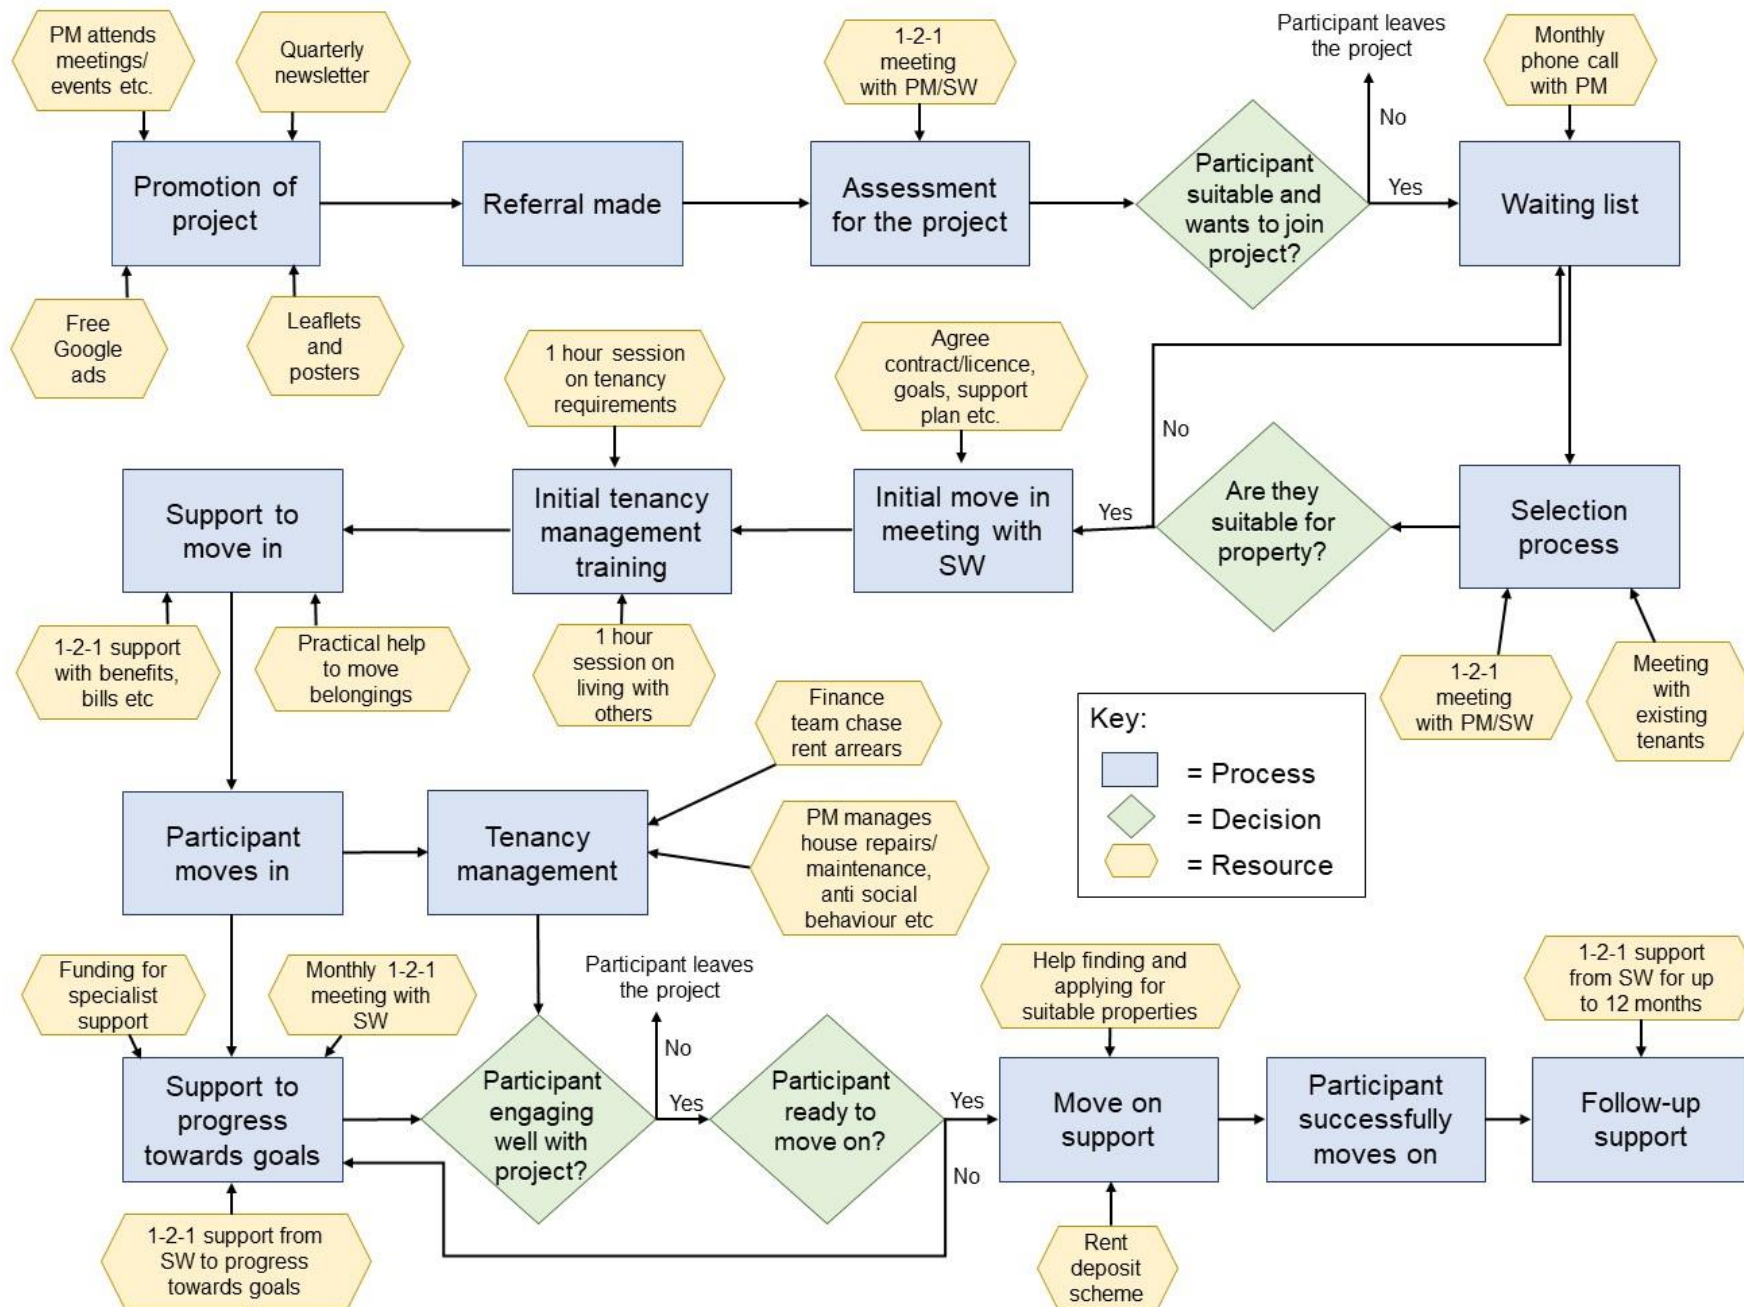 PM attends
meetings/
events etc.
Quarterly
newsletter
1-2-1
meeting
with PM/SW
Participant leaves
the project
Monthly
phone call
with PM
No
Promotion of
project
Referral made
Assessment
for the project
Participant
suitable and
wants to join
project?
Yes
Waiting list
Free
Google
ads
Leaflets
and
posters
1 hour session
on tenancy
requirements
Agree
contract/licence,
goals, support
plan etc.
No
Support to
move in
Initial tenancy
management
training
Initial move in
meeting with
SW
Yes
Are they
suitable for
property?
Selection
process
1-2-1 support
with benefits,
bills etc
Practical help
to move
belongings
1 hour
session on
living with
others
1-2-1
meeting
with PM/SW
Meeting
with
existing
tenants
Finance
team chase
rent arrears
Key:
= Process
= Decision
= Resource
Participant
moves in
Tenancy
management
PM manages
house repairs/
maintenance,
anti social
behaviour etc
Funding for
specialist
support
Monthly 1-2-1
meeting with
SW
Participant leaves
the project
Help finding and
applying for
suitable properties
1-2-1 support
from SW for up
to 12 months
No
Support to
progress
towards goals
Participant
engaging
well with
project?
Yes
Participant
ready to
move on?
Yes
No
Move on
support
Participant
successfully
moves on
Follow-up
support
1-2-1 support from
SW to progress
towards goals
Rent
deposit
scheme